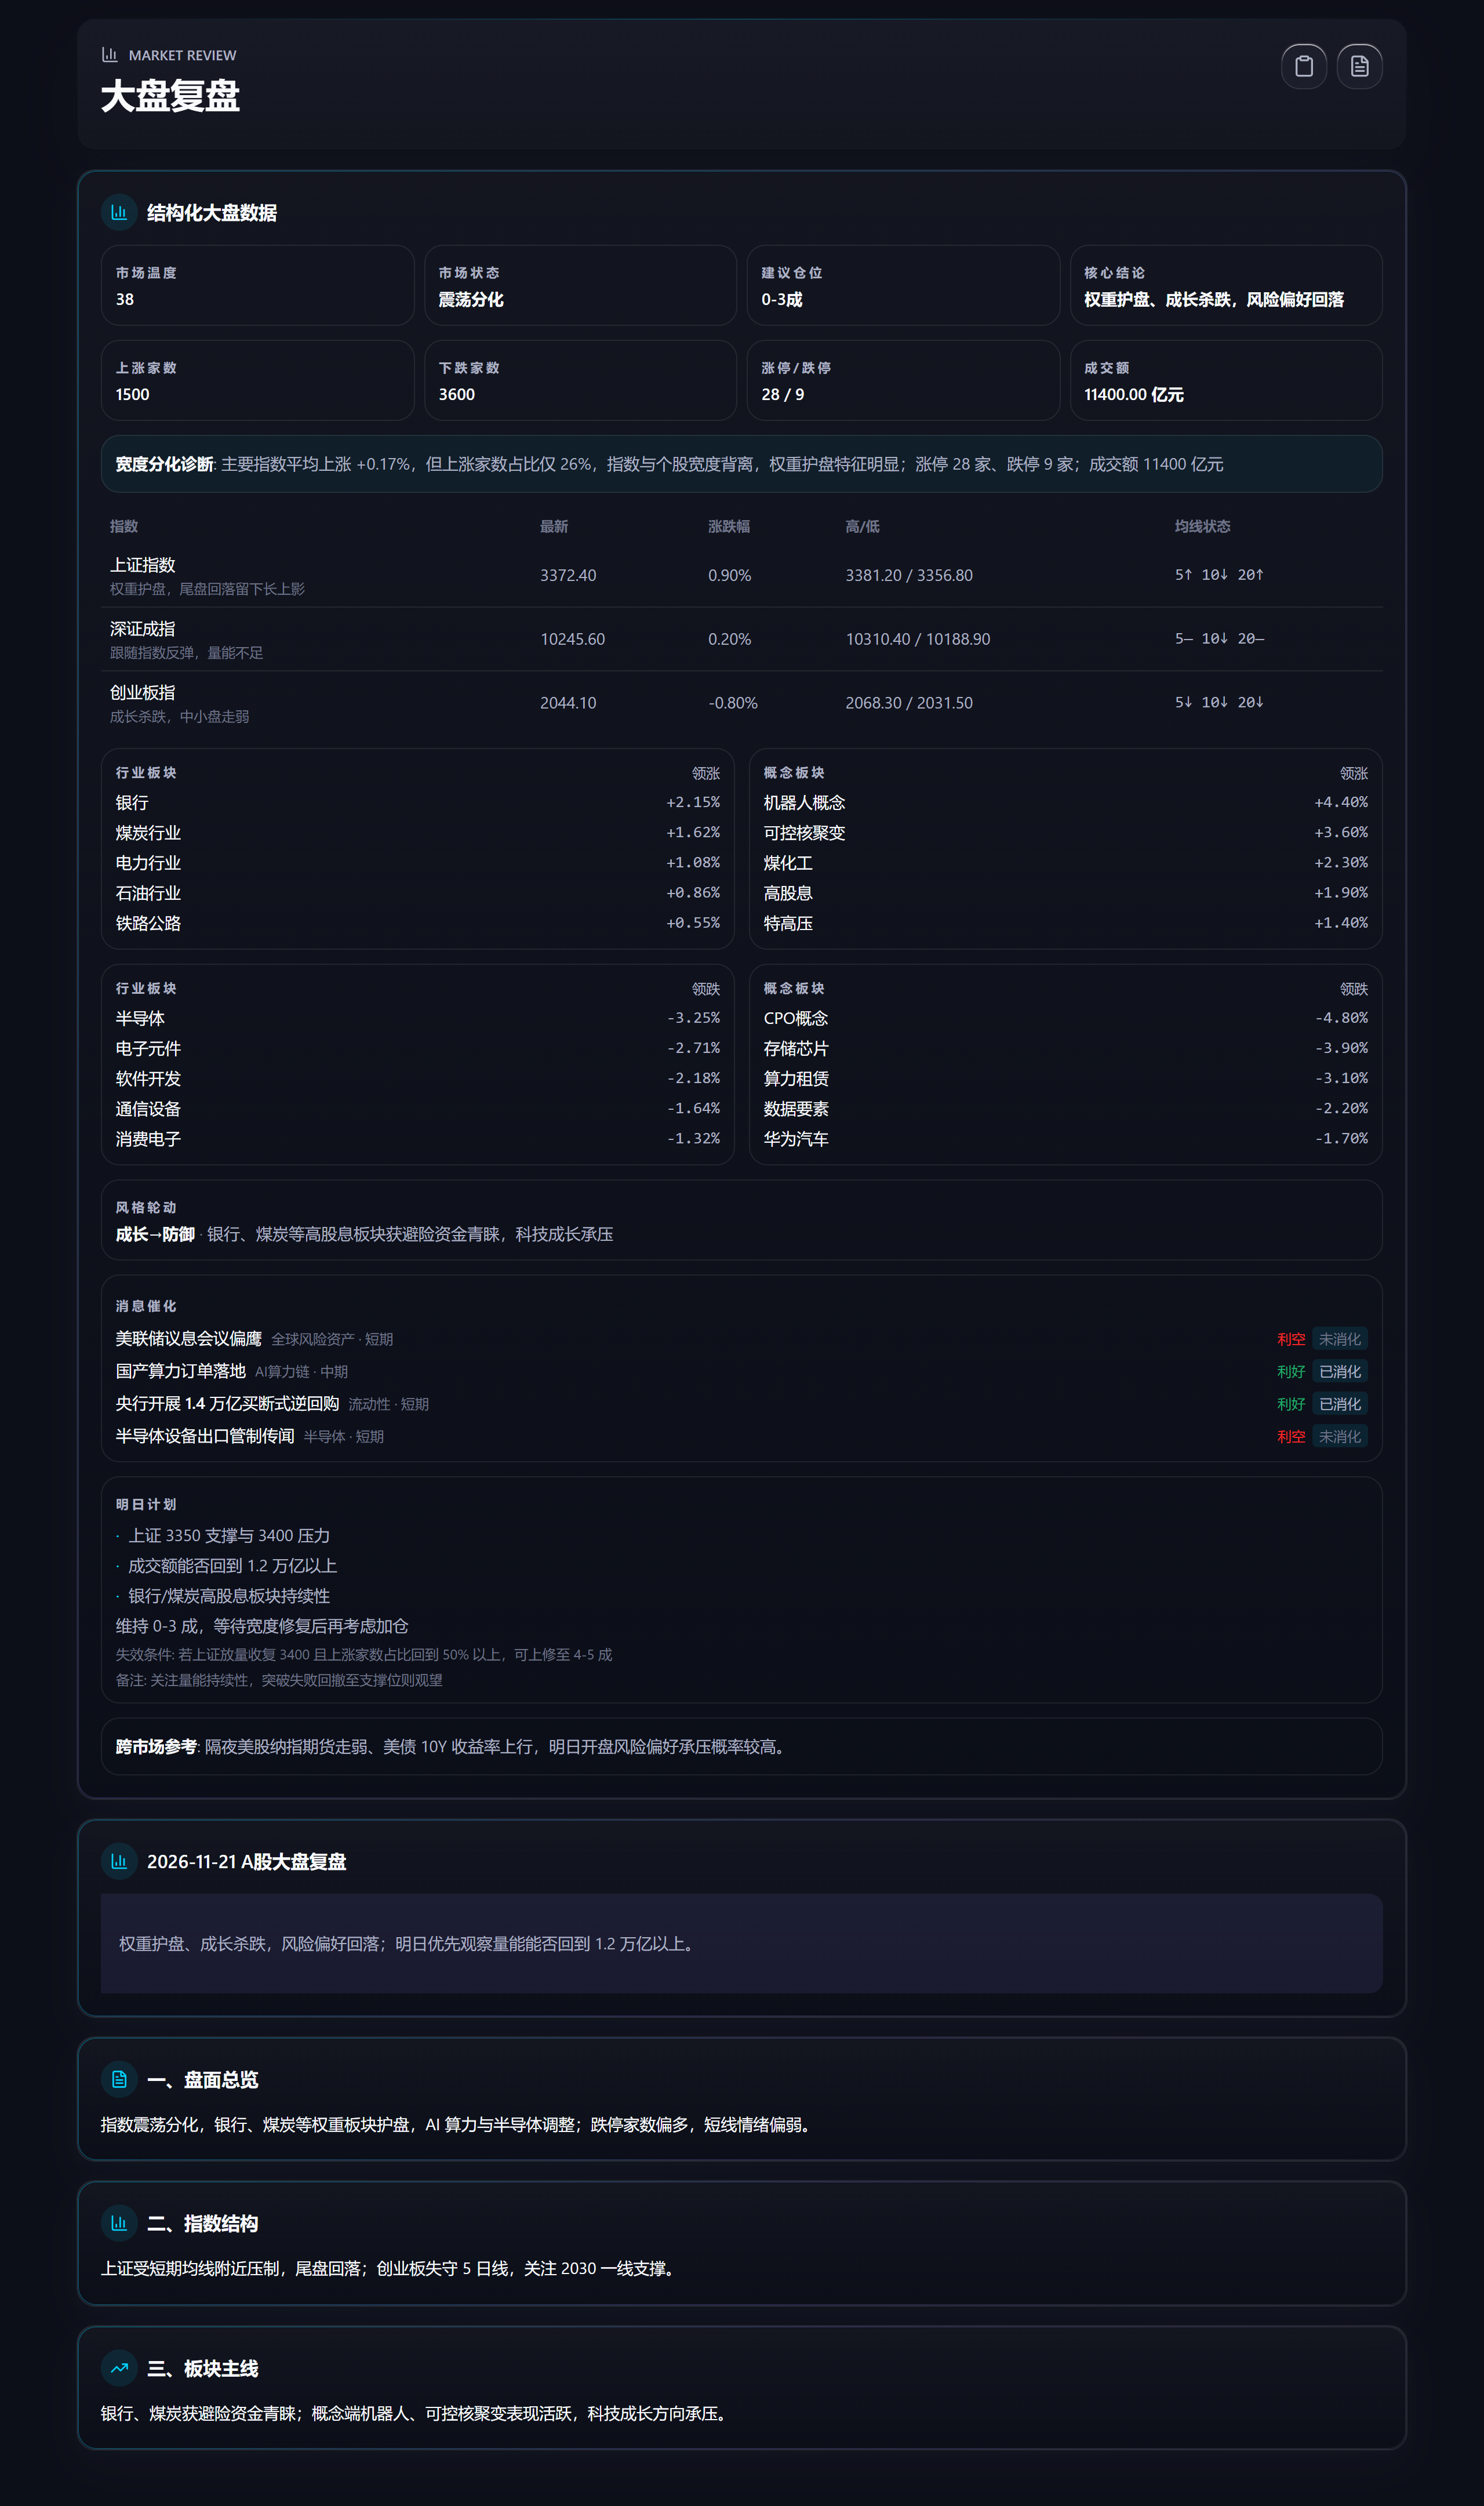 MARKET REVIEW
大盘复盘
结构化大盘数据
市场温度
38
市场状态
震荡分化
建议仓位
0-3成
核心结论
权重护盘、成长杀跌，风险偏好回落
上涨家数
1500
下跌家数
3600
涨停/跌停
28 / 9
成交额
11400.00 亿元
宽度分化诊断: 主要指数平均上涨 +0.17%，但上涨家数占比仅 26%，指数与个股宽度背离，权重护盘特征明显；涨停 28 家、跌停 9 家；成交额 11400 亿元
指数 最新 涨跌幅 高/低 均线状态
上证指数
权重护盘，尾盘回落留下长上影
3372.40 0.90% 3381.20 / 3356.80 5↑ 10↓ 20↑
深证成指
跟随指数反弹，量能不足
10245.60 0.20% 10310.40 / 10188.90 5— 10↓ 20—
创业板指
成长杀跌，中小盘走弱
2044.10 -0.80% 2068.30 / 2031.50 5↓ 10↓ 20↓
行业板块 领涨
银行 +2.15%
煤炭行业 +1.62%
电力行业 +1.08%
石油行业 +0.86%
铁路公路 +0.55%
概念板块 领涨
机器人概念 +4.40%
可控核聚变 +3.60%
煤化工 +2.30%
高股息 +1.90%
特高压 +1.40%
行业板块 领跌
半导体 -3.25%
电子元件 -2.71%
软件开发 -2.18%
通信设备 -1.64%
消费电子 -1.32%
概念板块 领跌
CPO概念 -4.80%
存储芯片 -3.90%
算力租赁 -3.10%
数据要素 -2.20%
华为汽车 -1.70%
风格轮动
成长→防御 · 银行、煤炭等高股息板块获避险资金青睐，科技成长承压
消息催化
美联储议息会议偏鹰 全球风险资产 · 短期 利空 未消化
国产算力订单落地 AI算力链 · 中期 利好 已消化
央行开展 1.4 万亿买断式逆回购 流动性 · 短期 利好 已消化
半导体设备出口管制传闻 半导体 · 短期 利空 未消化
明日计划
· 上证 3350 支撑与 3400 压力
· 成交额能否回到 1.2 万亿以上
· 银行/煤炭高股息板块持续性
维持 0-3 成，等待宽度修复后再考虑加仓
失效条件: 若上证放量收复 3400 且上涨家数占比回到 50% 以上，可上修至 4-5 成
备注: 关注量能持续性，突破失败回撤至支撑位则观望
跨市场参考: 隔夜美股纳指期货走弱、美债 10Y 收益率上行，明日开盘风险偏好承压概率较高。
2026-11-21 A股大盘复盘
权重护盘、成长杀跌，风险偏好回落；明日优先观察量能能否回到 1.2 万亿以上。
一、盘面总览
指数震荡分化，银行、煤炭等权重板块护盘，AI 算力与半导体调整；跌停家数偏多，短线情绪偏弱。
二、指数结构
上证受短期均线附近压制，尾盘回落；创业板失守 5 日线，关注 2030 一线支撑。
三、板块主线
银行、煤炭获避险资金青睐；概念端机器人、可控核聚变表现活跃，科技成长方向承压。